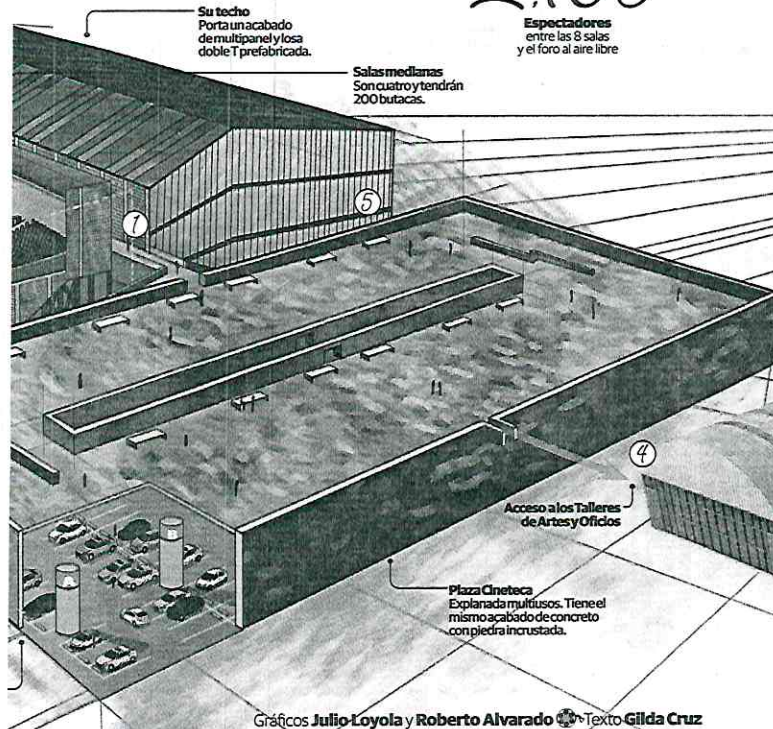 Su techo
Porta un acabado
de multipanel y losa
doble T prefabricada.
Espectadores
entre las 8 salas
y el foro al aire libre
Salas medianas
Son cuatro y tendrán
200 butacas.
1
5
4
Acceso a los Talleres
de Artes y Oficios
Plaza Cineteca
Explanada multiusos. Tiene el
mismo acabado de concreto
con piedra incrustada.
Gráficos Julio Loyola y Roberto Alvarado Texto Gilda Cruz